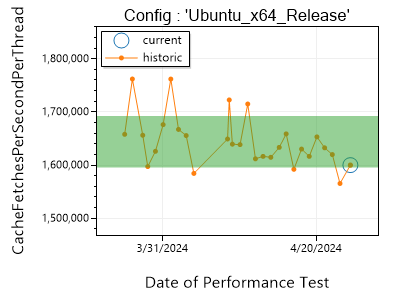 Config : 'Ubuntu_x64_Release'
current
historic
CacheFetchesPerSecondPerThread
1,800,000
1,700,000
1,600,000
1,500,000
3/31/2024
4/20/2024
Date of Performance Test